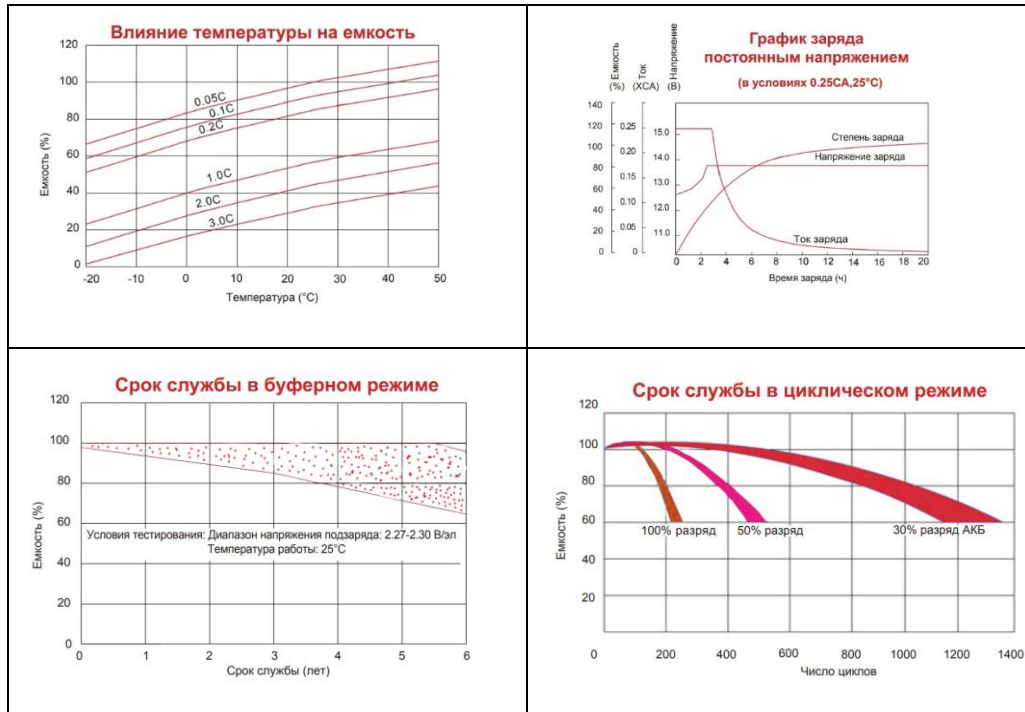 Влияние температуры на емкость
120
100
80
60
40
20
0
Емкость (%)
0.05C
0.1C
0.2C
1.0C
2.0C
3.0C
-20 -10 0 10 20 30 40 50
Температура (°C)
График заряда
постоянным напряжением
(в условиях 0.25CA,25°C)
Емкость (%)
Ток (XCA)
Напряжение (В)
140
120
100
80
60
40
20
0
0.25
0.20
0.15
0.10
0.05
0
15.0
14.0
13.0
12.0
11.0
Степень заряда
Напряжение заряда
Ток заряда
0 2 4 6 8 10 12 14 16 18 20
Время заряда (ч)
Срок службы в буферном режиме
120
100
80
60
40
20
0
Емкость (%)
Условия тестирования: Диапазон напряжения подзаряда: 2.27-2.30 В/эл
Температура работы: 25°C
0 1 2 3 4 5 6
Срок службы (лет)
Срок службы в циклическом режиме
120
100
80
60
40
20
Емкость (%)
100% разряд
50% разряд
30% разряд АКБ
0 200 400 600 800 1000 1200 1400
Число циклов